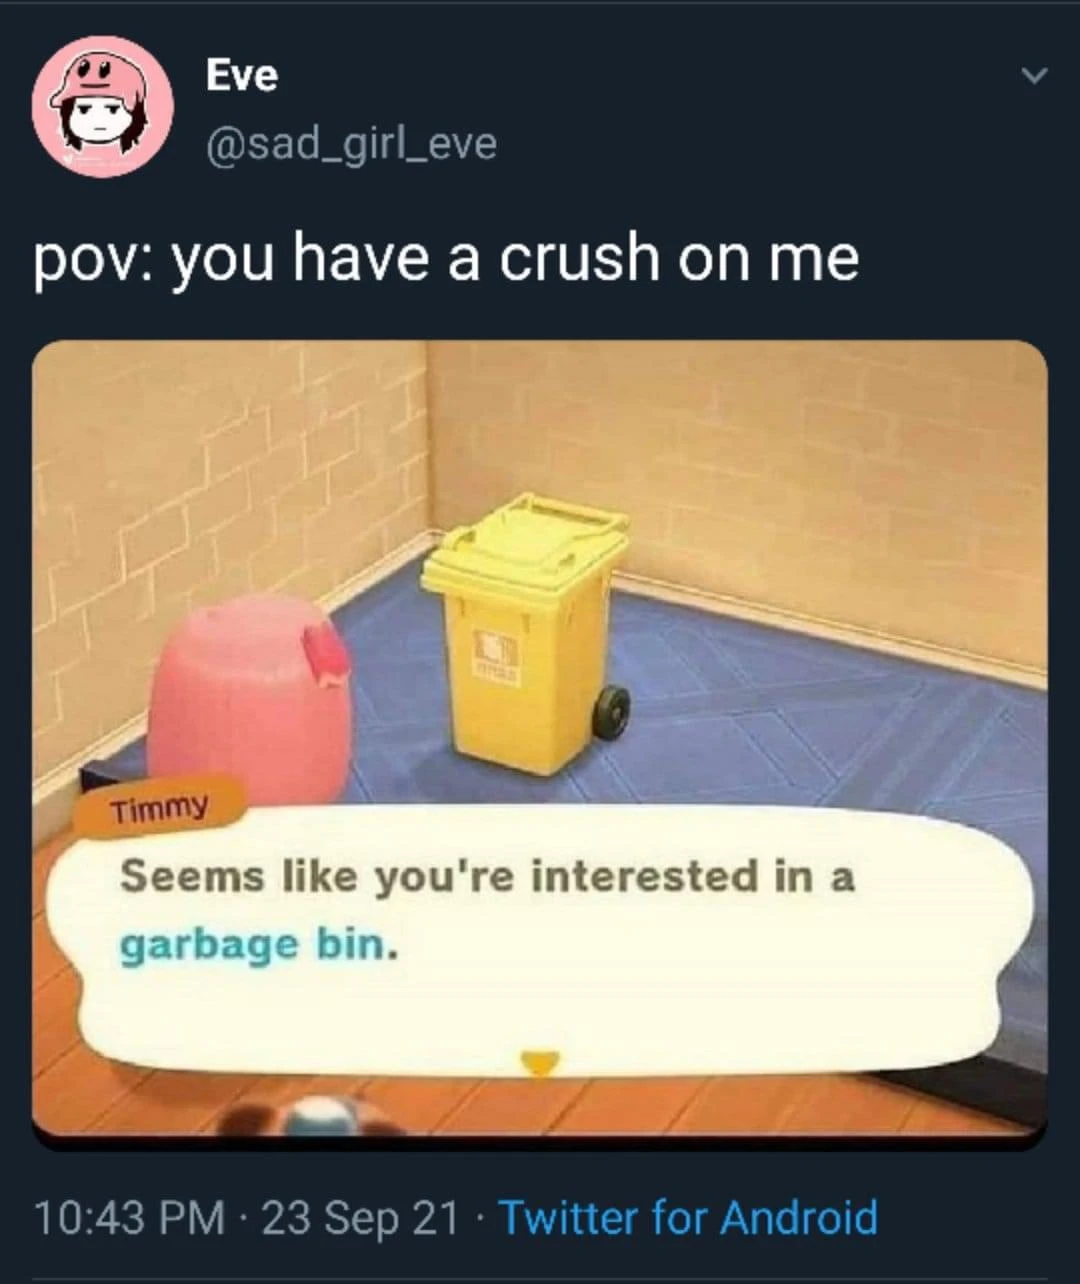 Eve
@sad_girl_eve
pov: you have a crush on me
Timmy
Seems like you're interested in a
garbage bin.
10:43 PM · 23 Sep 21 · Twitter for Android